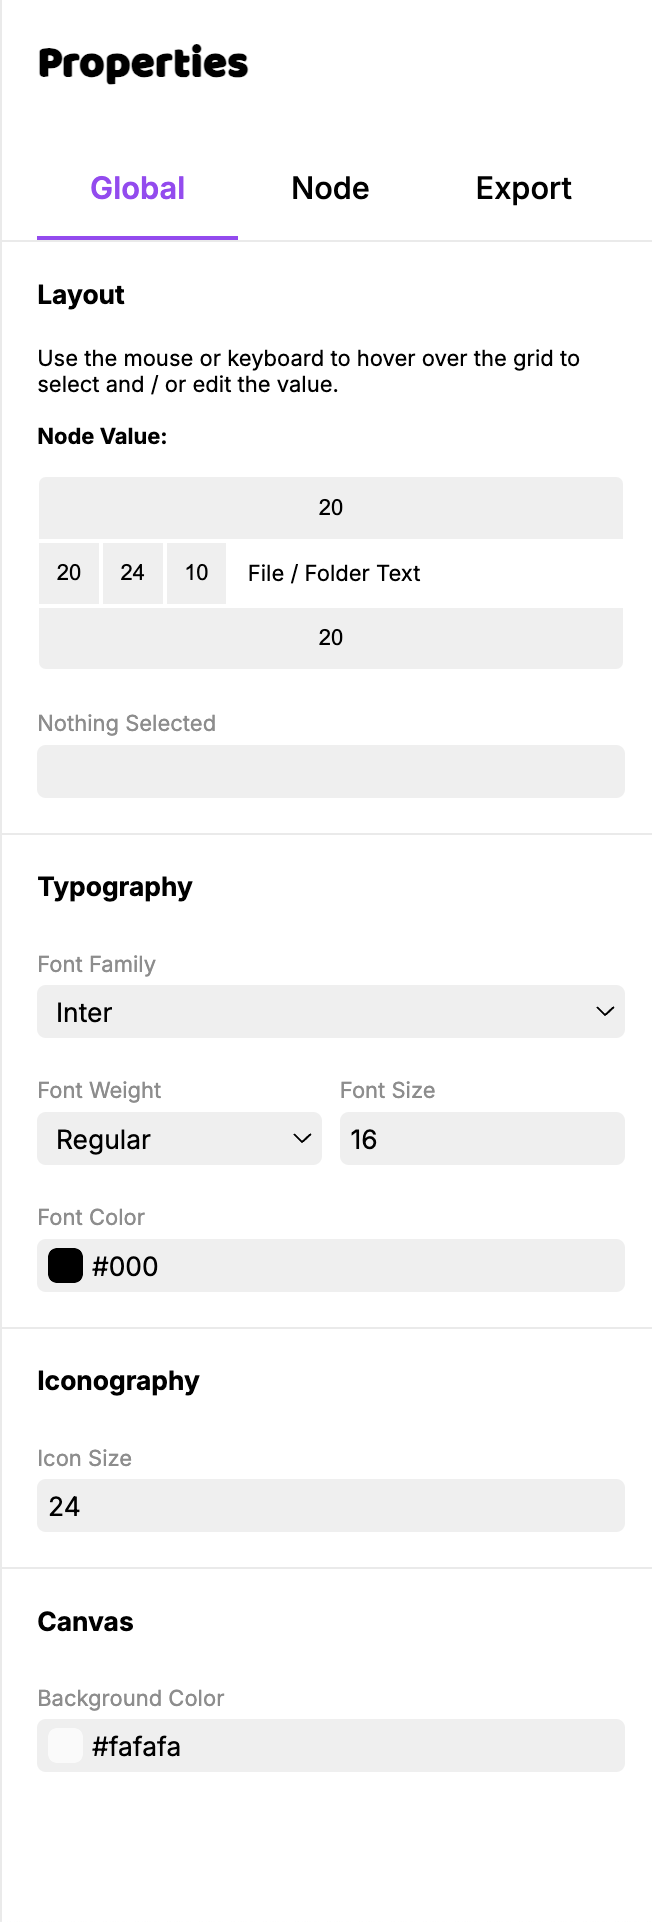 Properties
Global Node Export
Layout
Use the mouse or keyboard to hover over the grid to
select and / or edit the value.
Node Value:
20
20 24 10 File / Folder Text
20
Nothing Selected
Typography
Font Family
Inter
Font Weight Font Size
Regular 16
Font Color
#000
Iconography
Icon Size
24
Canvas
Background Color
#fafafa